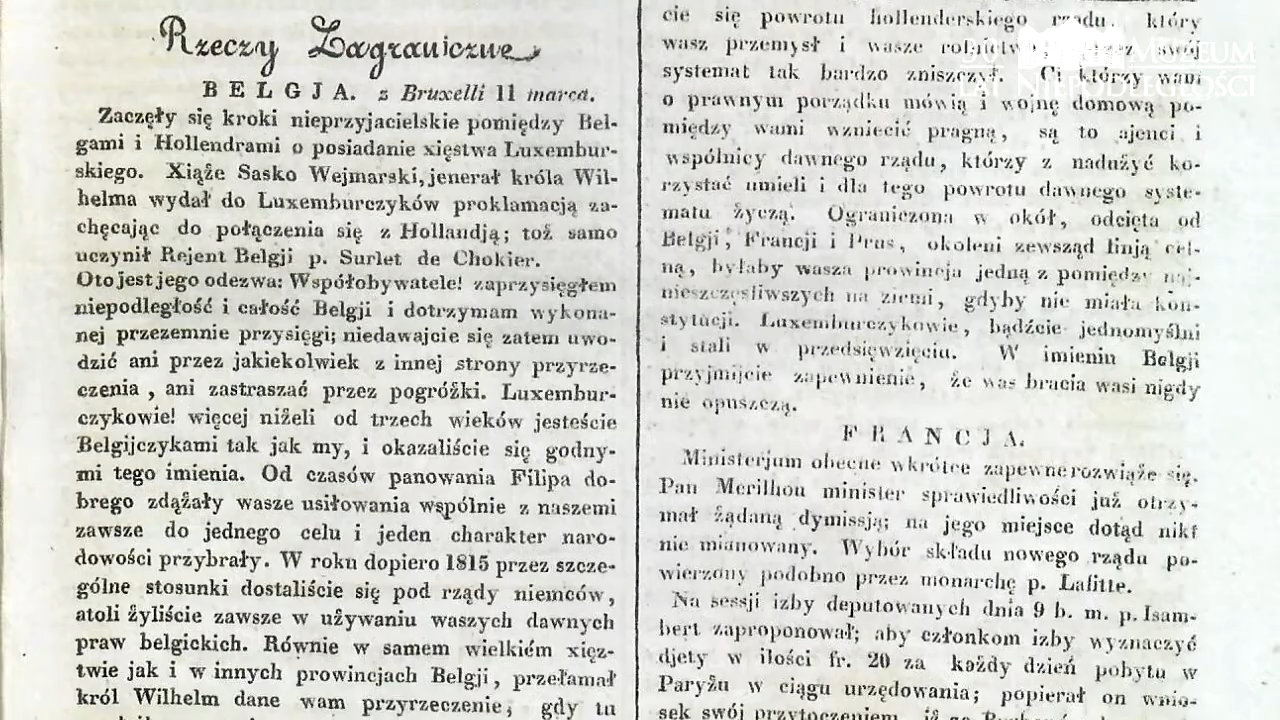 Rzeczy Zagraniczne
BELGJA. z Bruxelli 11 marca.
Zaczęły się kroki nieprzyjacielskie pomiędzy Bel-
gami i Hollendrami o posiadanie xięstwa Luxembur-
skiego. Xiąże Sasko Wejmarski, jenerał króla Wil-
helma wydał do Luxemburczyków proklamacją za-
chęcając do połączenia się z Hollandją; toż samo
uczynił Rejent Belgji p. Surlet de Chokier.
Oto jest jego odezwa: Współobywatele! zaprzysięgłem
niepodległość i całość Belgji i dotrzymam wykona-
nej przezemnie przysięgi; niedawajcie się zatem uwo-
dzić ani przez jakiekolwiek z innej strony przyrze-
czenia, ani zastraszać przez pogróżki. Luxembur-
czykowie! więcej niżeli od trzech wieków jesteście
Belgijczykami tak jak my, i okazaliście się godny-
mi tego imienia. Od czasów panowania Filipa do-
brego zdążały wasze usiłowania wspólnie z naszemi
zawsze do jednego celu i jeden charakter naro-
dowości przybrały. W roku dopiero 1815 przez szcze-
gólne stosunki dostaliście się pod rządy niemców,
atoli żyliście zawsze w używaniu waszych dawnych
praw belgickich. Równie w samem wielkiém xięz-
twie jak i w innych prowincjach Belgji, przełamał
król Wilhelm dane wam przyrzeczenie, gdy tu
cie się powrotu hollenderskiego rządu, który
wasz przemysł i wasze rolnictwo przez swój
systemat tak bardzo zniszczył. Ci którzy wam
o prawnym porządku mówią i wojnę domową po-
między wami wzniecić pragną, są to ajenci i
wspólnicy dawnego rządu, którzy z nadużyć ko-
rzystać umieli i dla tego powrotu dawnego syste-
matu życzą. Ograniczona w okół, odcięta od
Belgji, Francji i Prus, okoleni zewsząd linją cel-
ną, byłaby wasza prowincja jedną z pomiędzy naj-
nieszczęśliwszych na ziemi, gdyby nie miała kon-
stytucji. Luxemburczykowie, bądźcie jednomyślni
i stali w przedsięwzięciu. W imieniu Belgji
przyjmijcie zapewnienie, że was bracia wasi nigdy
nie opuszczą.
FRANCJA.
Ministerjum obecne wkrótce zapewne rozwiąże się.
Pan Merilhou minister sprawiedliwości już otrzy-
mał żądaną dymissją; na jego miejsce dotąd nikt
nie mianowany. Wybór składu nowego rządu po-
wierzony podobno przez monarchę p. Lafitte.
Na sessji izby deputowanych dnia 9 b. m. p. Isam-
bert zaproponował; aby członkom izby wyznaczyć
djety w ilości fr. 20 za każdy dzień pobytu w
Paryżu w ciągu urzędowania; popierał on wnio-
sek swój przytoczeniem, iż za
MUZEUM
LAT NIEPODLEGŁOŚCI